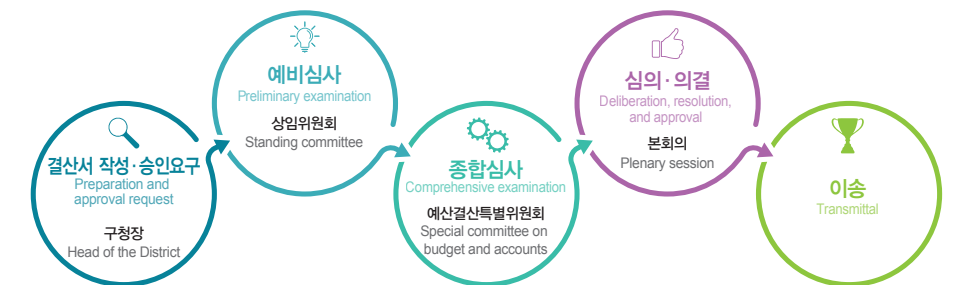 결산서 작성·승인요구
Preparation and
approval request
구청장
Head of the District
예비심사
Preliminary examination
상임위원회
Standing committee
종합심사
Comprehensive examination
예산결산특별위원회
Special committee on
budget and accounts
심의·의결
Deliberation, resolution,
and approval
본회의
Plenary session
이송
Transmittal